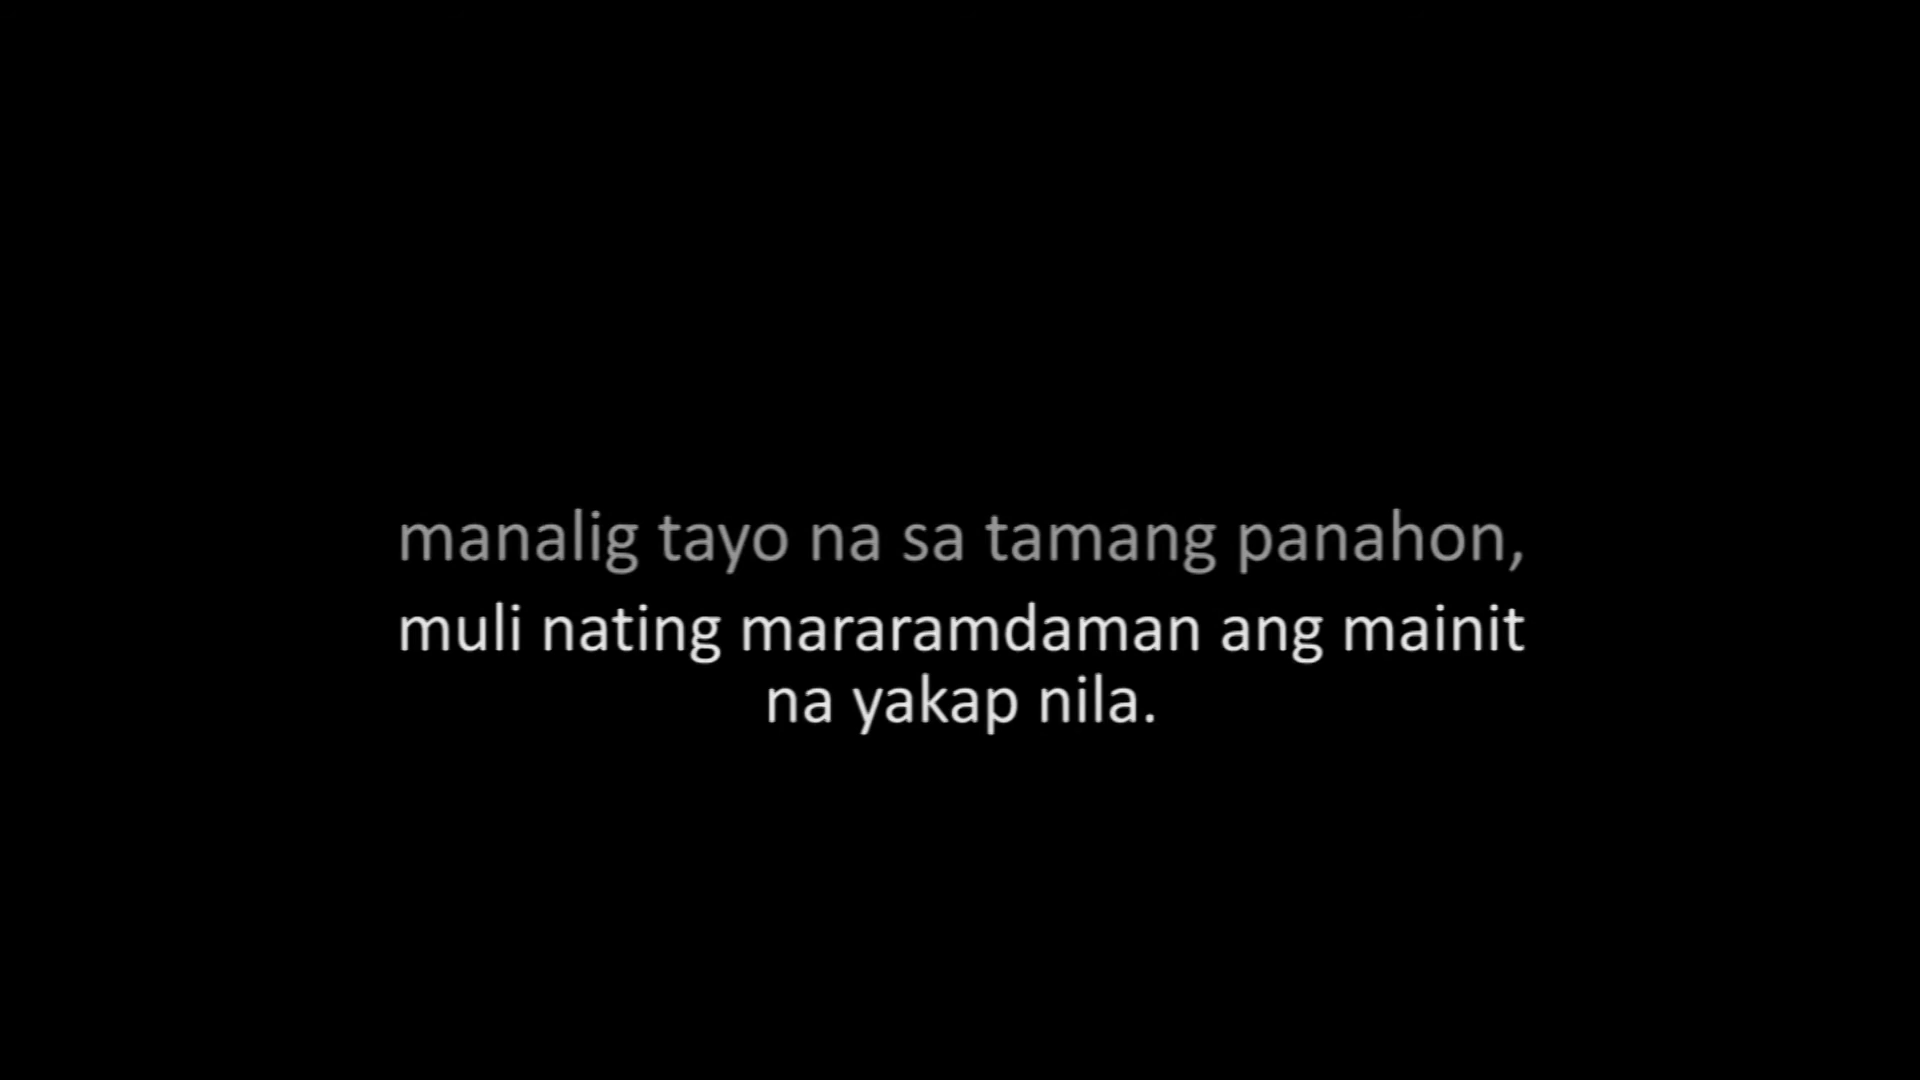 manalig tayo na sa tamang panahon,
muli nating mararamdaman ang mainit
na yakap nila.